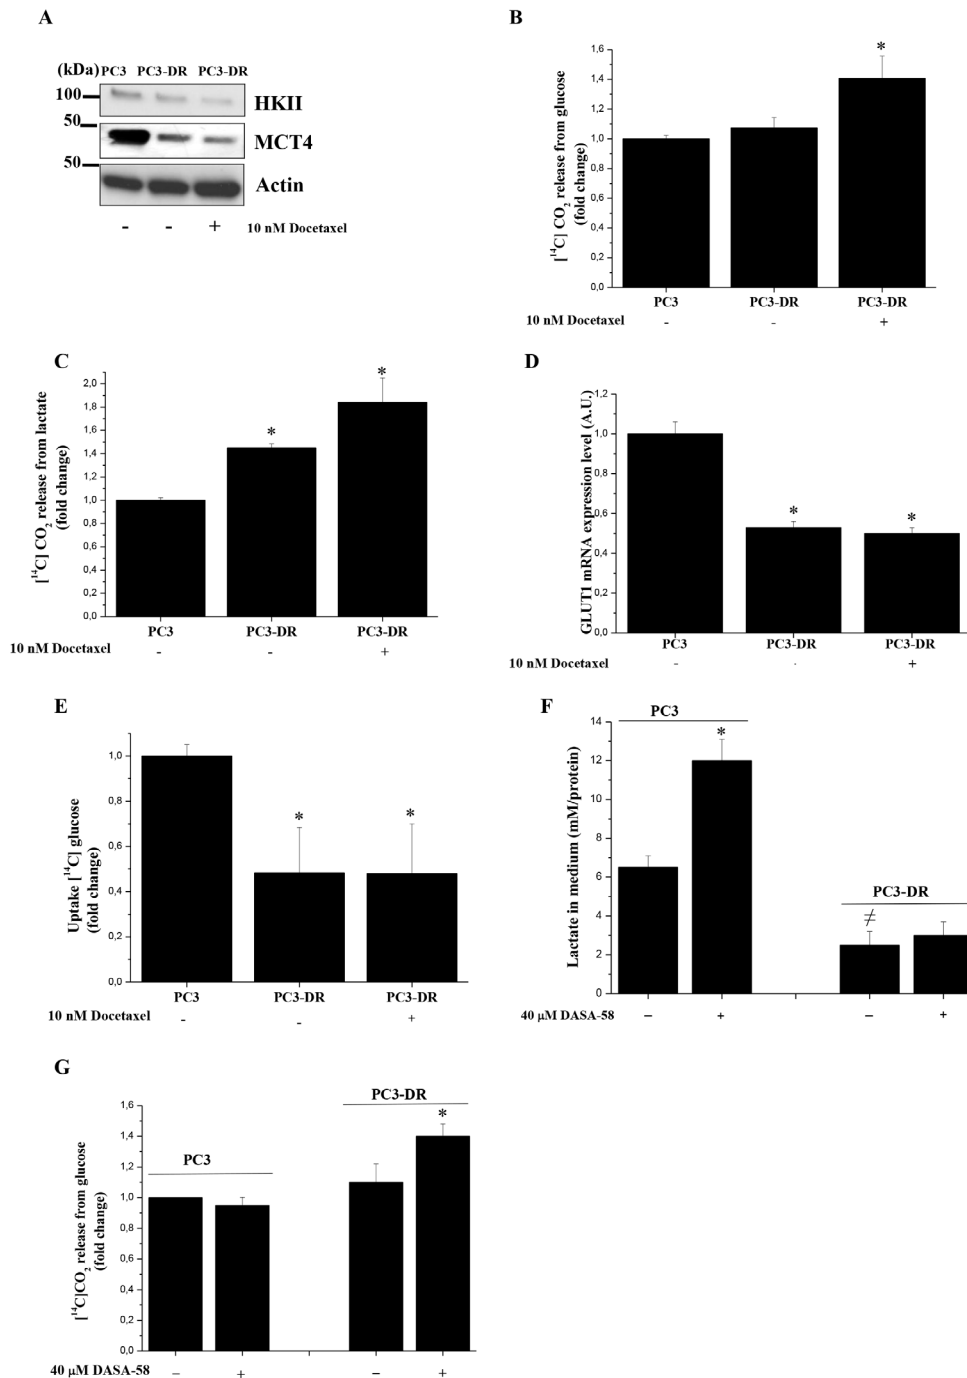 A
(kDa) PC3 PC3-DR PC3-DR
100
HKII
50
MCT4
50
Actin
- - + 10 nM Docetaxel
B
[14C] CO2 release from glucose
(fold change)
1,6
1,4
1,2
1,0
0,8
0,6
0,4
0,2
0,0
*
PC3 PC3-DR PC3-DR
10 nM Docetaxel - - +
C
[14C] CO2 release from lactate
(fold change)
2,0
1,8
1,6
1,4
1,2
1,0
0,8
0,6
0,4
0,2
0,0
* *
PC3 PC3-DR PC3-DR
10 nM Docetaxel - - +
D
GLUT1 mRNA expression level (A.U.)
1,0
0,8
0,6
0,4
0,2
0,0
* *
PC3 PC3-DR PC3-DR
10 nM Docetaxel - - +
E
Uptake [14C] glucose
(fold change)
1,0
0,8
0,6
0,4
0,2
0,0
* *
PC3 PC3-DR PC3-DR
10 nM Docetaxel - - +
F
Lactate in medium (mM/protein)
14
12
10
8
6
4
2
0
PC3
*
PC3-DR
≠
40 μM DASA-58 – + – +
G
[14C]CO2 release from glucose
(fold change)
1,6
1,4
1,2
1,0
0,8
0,6
0,4
0,2
0,0
PC3
PC3-DR
*
40 μM DASA-58 – + – +